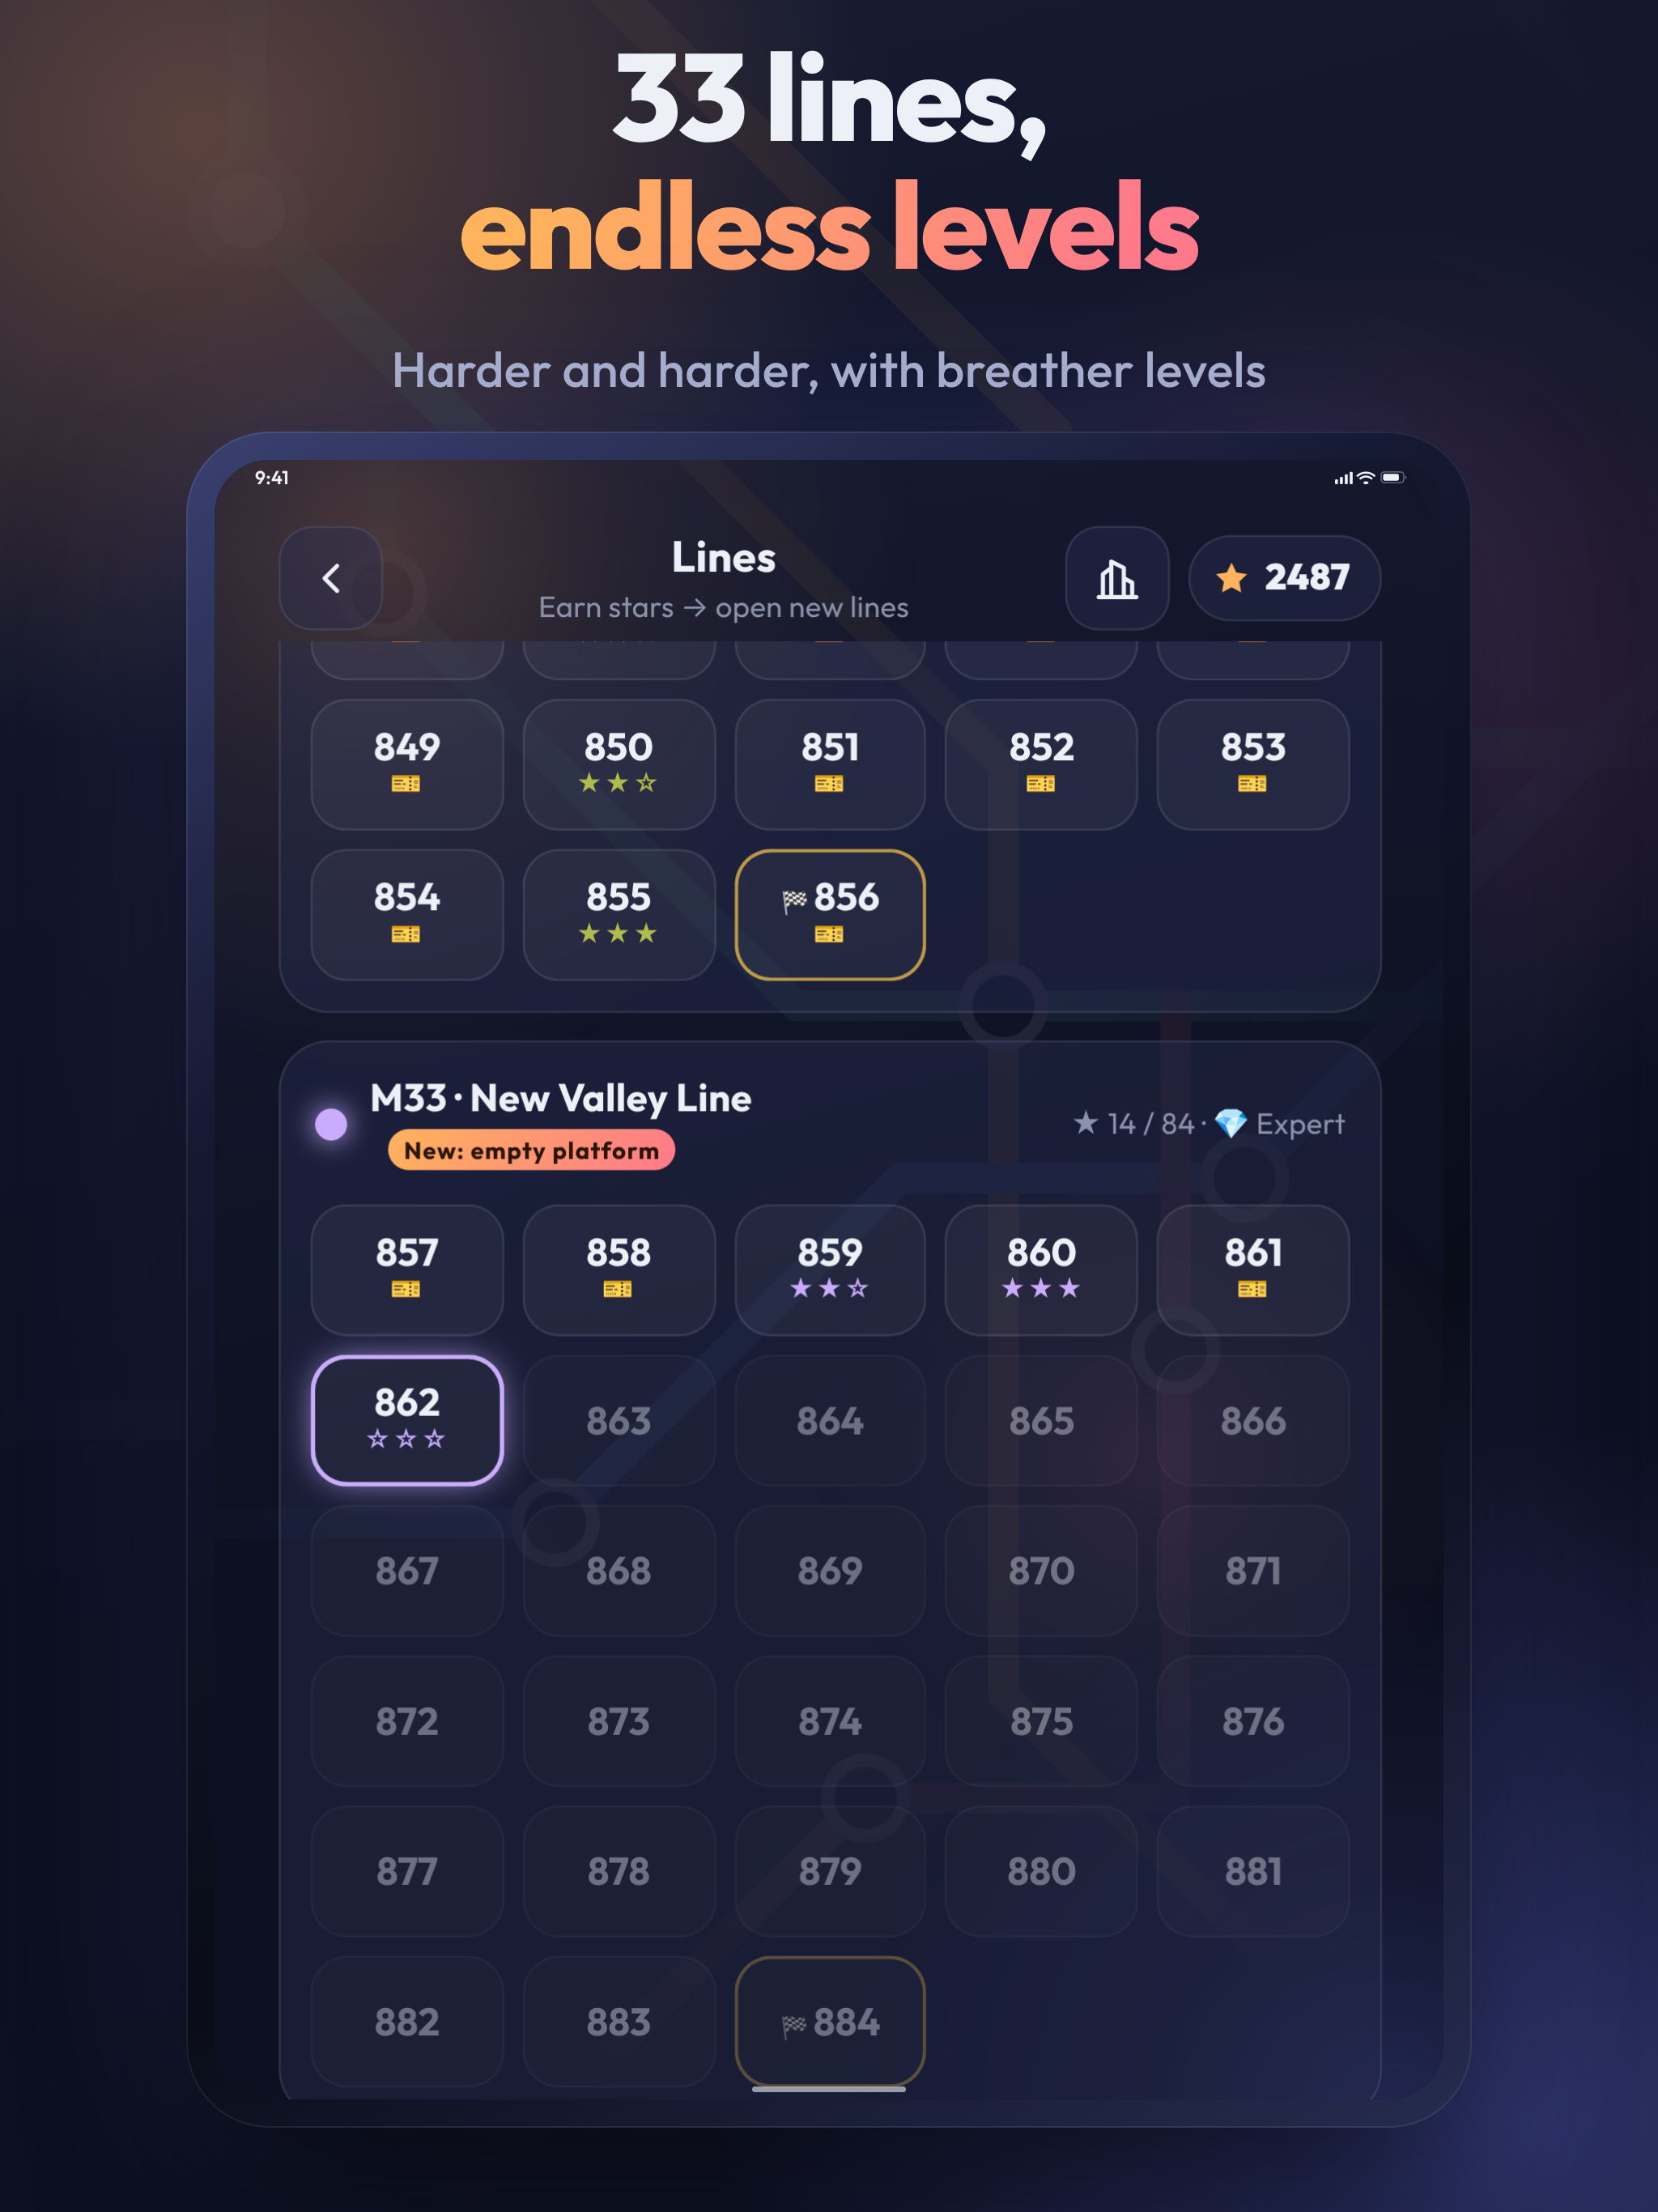 33 lines,
endless levels
Harder and harder, with breather levels
9:41
Lines
Earn stars → open new lines
★ 2487
849 850 851 852 853
🎫 ★★☆ 🎫 🎫 🎫
854 855 🏁 856
🎫 ★★★ 🎫
M33 · New Valley Line
New: empty platform
★ 14 / 84 · 💎 Expert
857 858 859 860 861
🎫 🎫 ★★☆ ★★★ 🎫
862 863 864 865 866
☆☆☆
867 868 869 870 871
872 873 874 875 876
877 878 879 880 881
882 883 🏁 884